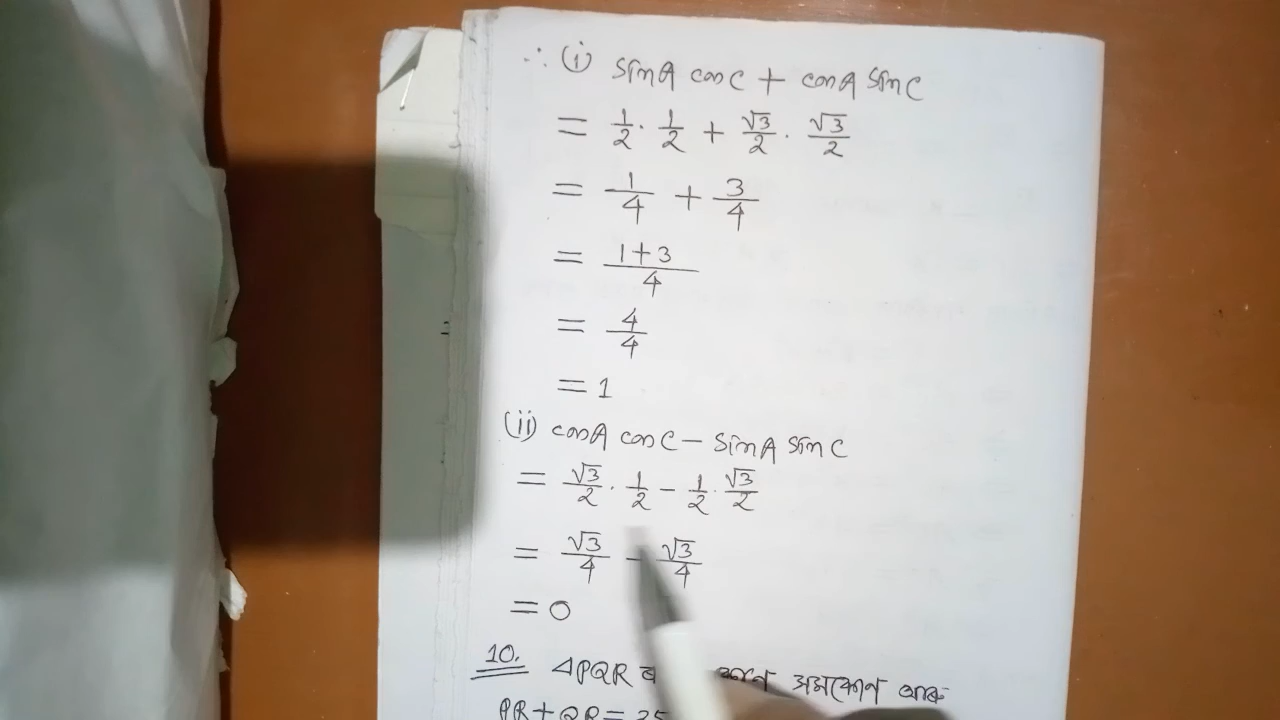 ∴ (i) sinA cosC + cosA sinC
= 1/2 · 1/2 + √3/2 · √3/2
= 1/4 + 3/4
= 1+3/4
= 4/4
= 1
(ii) cosA cosC − sinA sinC
= √3/2 · 1/2 − 1/2 · √3/2
= √3/4 − √3/4
= 0
10. △PQR সমকোণ আৰু
PR + QR = 25